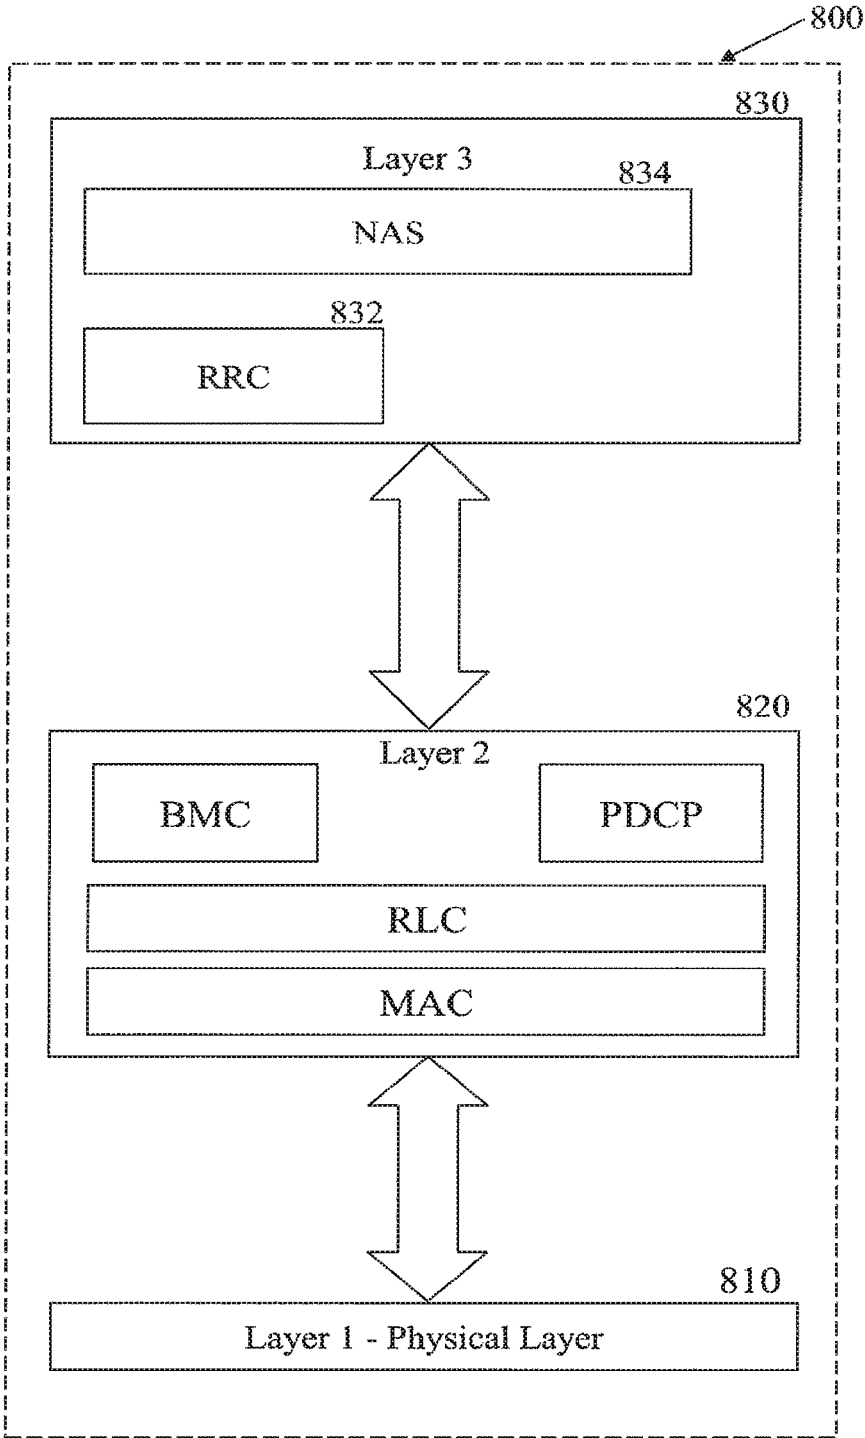 800
830
Layer 3
834
NAS
832
RRC
820
Layer 2
BMC
PDCP
RLC
MAC
810
Layer 1 - Physical Layer